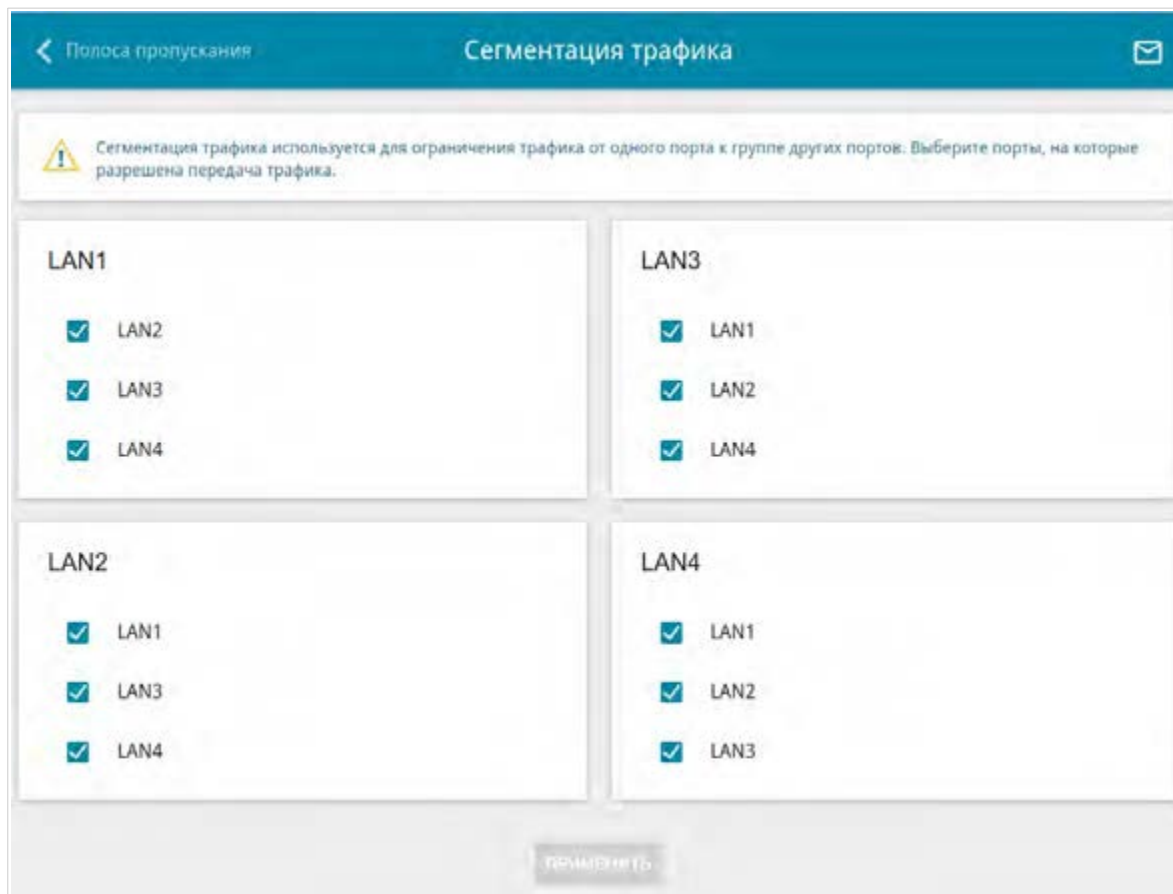 Полоса пропускания
Сегментация трафика
Сегментация трафика используется для ограничения трафика от одного порта к группе других портов. Выберите порты, на которые
разрешена передача трафика.
LAN1
LAN2
LAN3
LAN4
LAN3
LAN1
LAN2
LAN4
LAN2
LAN1
LAN3
LAN4
LAN4
LAN1
LAN2
LAN3
ПРИМЕНИТЬ